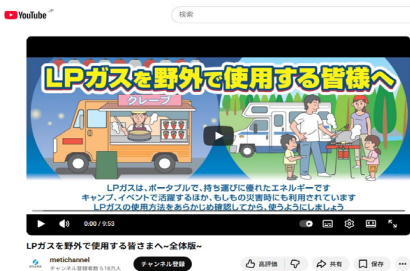 YouTube JP
検索
LPガスを野外で使用する皆様へ
クレープ
LPガスは、ポータブルで、持ち運びに優れたエネルギーです
キャンプ、イベントで活躍するほか、もしもの災害時にも利用されています
LPガスの使用方法をあらかじめ確認してから、使うようにしましょう
0:00 / 9:53
LPガスを野外で使用する皆さまへ~全体版~
metichannel
チャンネル登録者数 5.16万人
チャンネル登録
高評価
共有
保存